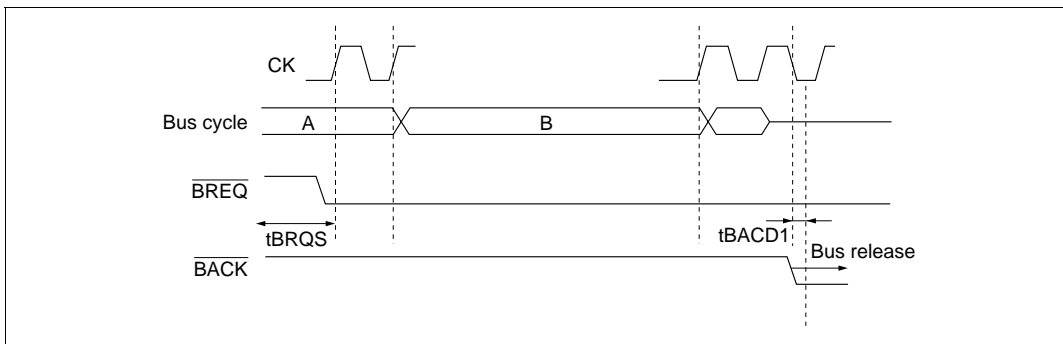 CK
Bus cycle
A
B
BREQ
tBRQS
tBACD1
Bus release
BACK